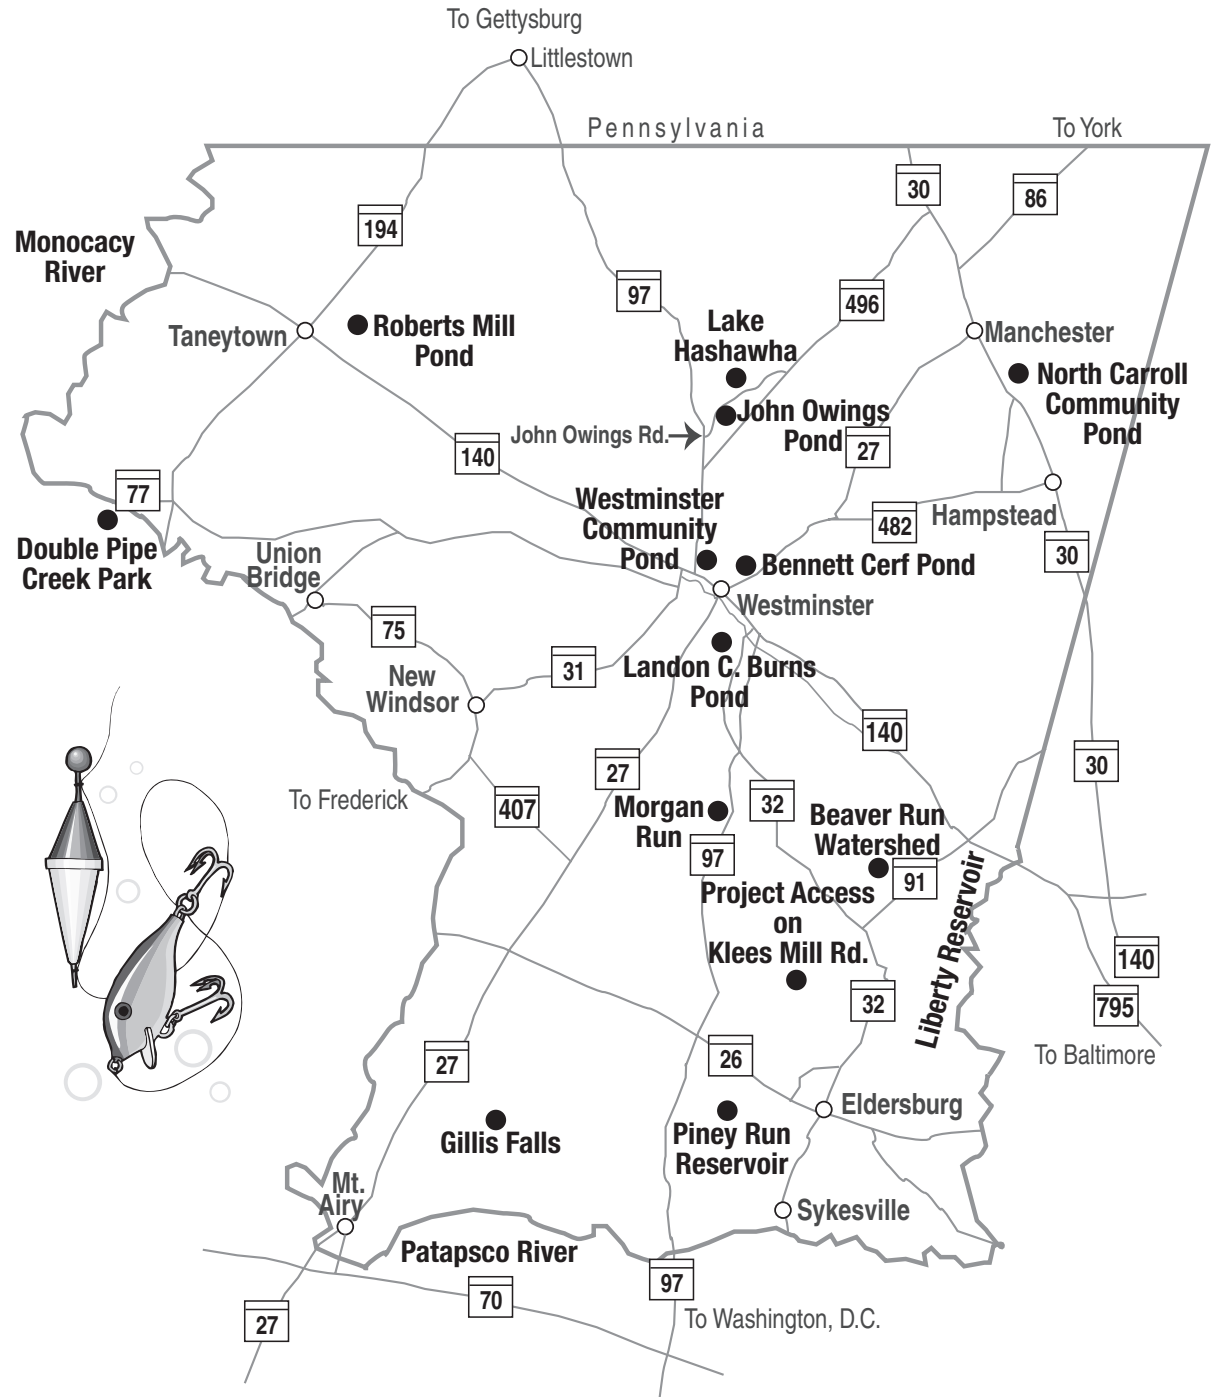 To Gettysburg
Littlestown
Pennsylvania
To York
30
86
194
Monocacy
River
97
496
Taneytown
Roberts Mill
Pond
Lake
Hashawha
Manchester
North Carroll
Community
Pond
John Owings
Pond
John Owings Rd.
27
140
77
Westminster
Community
Pond
482
Hampstead
Double Pipe
Creek Park
Union
Bridge
Bennett Cerf Pond
30
Westminster
75
31
Landon C. Burns
Pond
New
Windsor
140
27
30
To Frederick
407
Morgan
Run
32
Beaver Run
Watershed
97
91
Project Access
on
Klees Mill Rd.
Liberty Reservoir
140
32
795
To Baltimore
27
26
Eldersburg
Gillis Falls
Piney Run
Reservoir
Mt.
Airy
Sykesville
Patapsco River
97
70
27
To Washington, D.C.